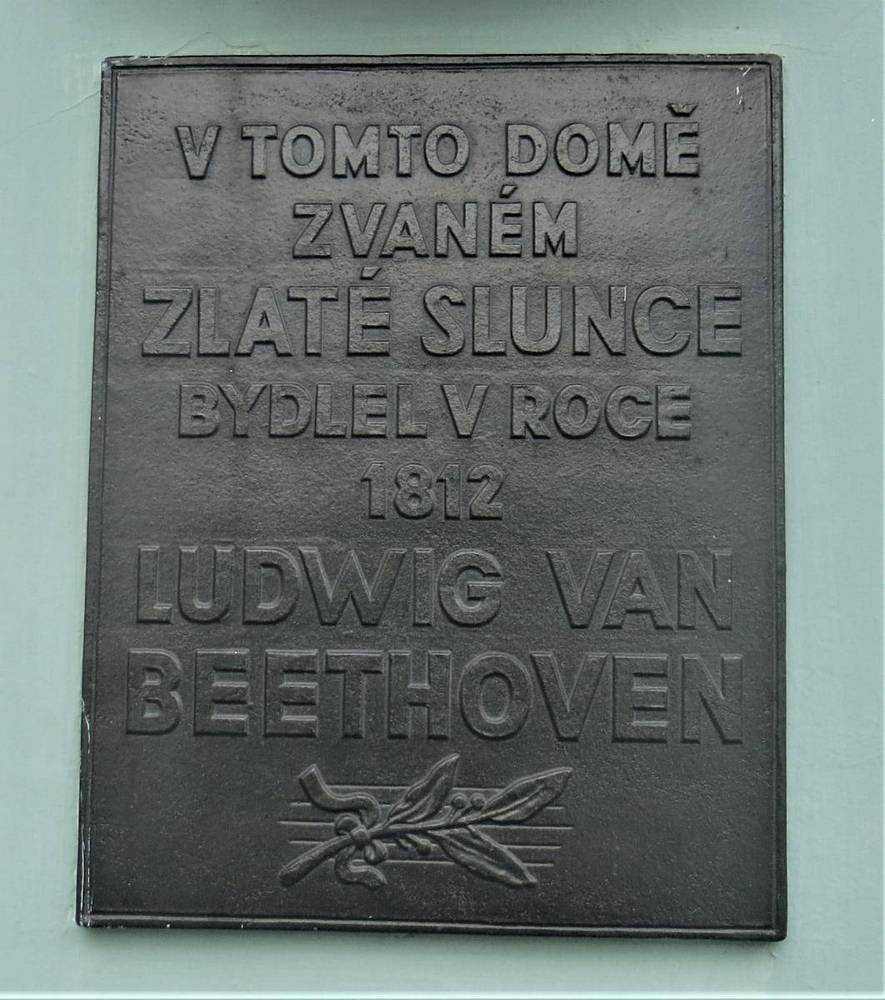 V TOMTO DOMĚ
ZVANÉM
ZLATÉ SLUNCE
BYDLEL V ROCE
1812
LUDWIG VAN
BEETHOVEN